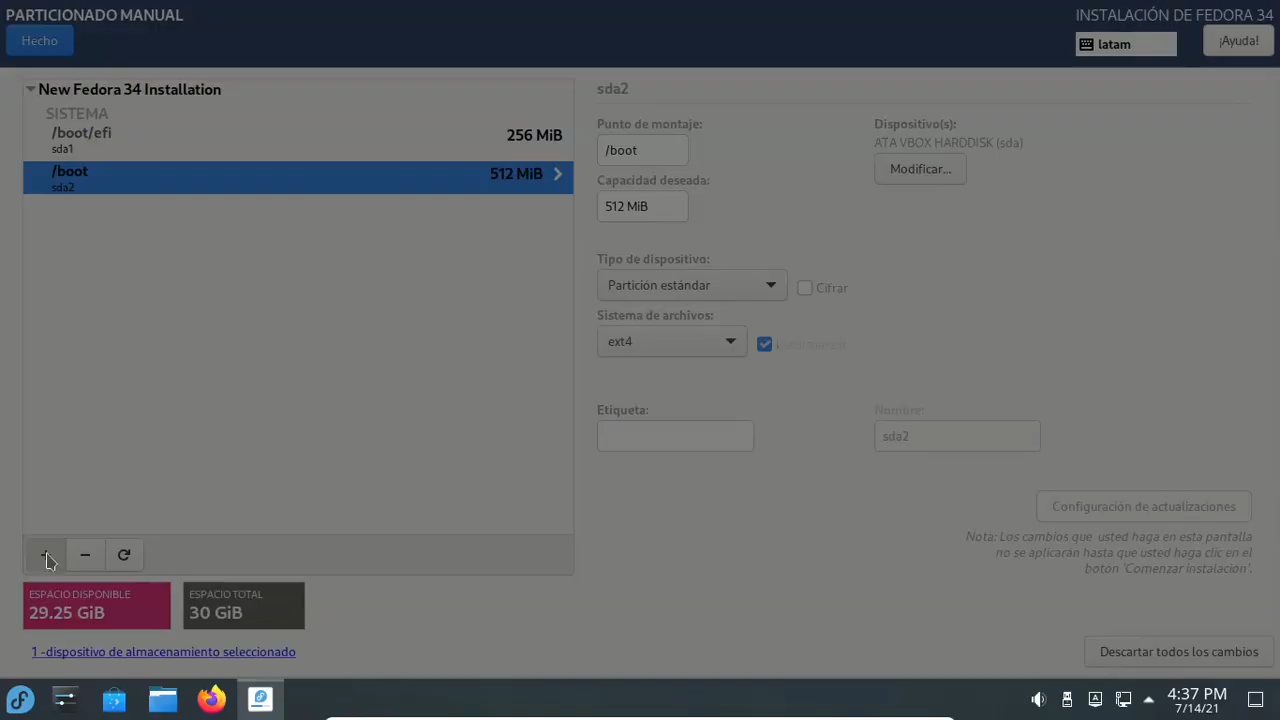 PARTICIONADO MANUAL
INSTALACIÓN DE FEDORA 34
Hecho
latam
¡Ayuda!
New Fedora 34 Installation
SISTEMA
/boot/efi
sda1
256 MiB
/boot
sda2
512 MiB
sda2
Punto de montaje:
/boot
Dispositivo(s):
ATA VBOX HARDDISK (sda)
Modificar...
Capacidad deseada:
512 MiB
Tipo de dispositivo:
Partición estándar
Cifrar
Sistema de archivos:
ext4
Etiqueta:
Nombre:
sda2
Configuración de actualizaciones
Nota: Los cambios que usted haga en esta pantalla
no se aplicarán hasta que usted haga clic en el
botón 'Comenzar instalación'.
ESPACIO DISPONIBLE
29.25 GiB
ESPACIO TOTAL
30 GiB
1 -dispositivo de almacenamiento seleccionado
Descartar todos los cambios
4:37 PM
7/14/21